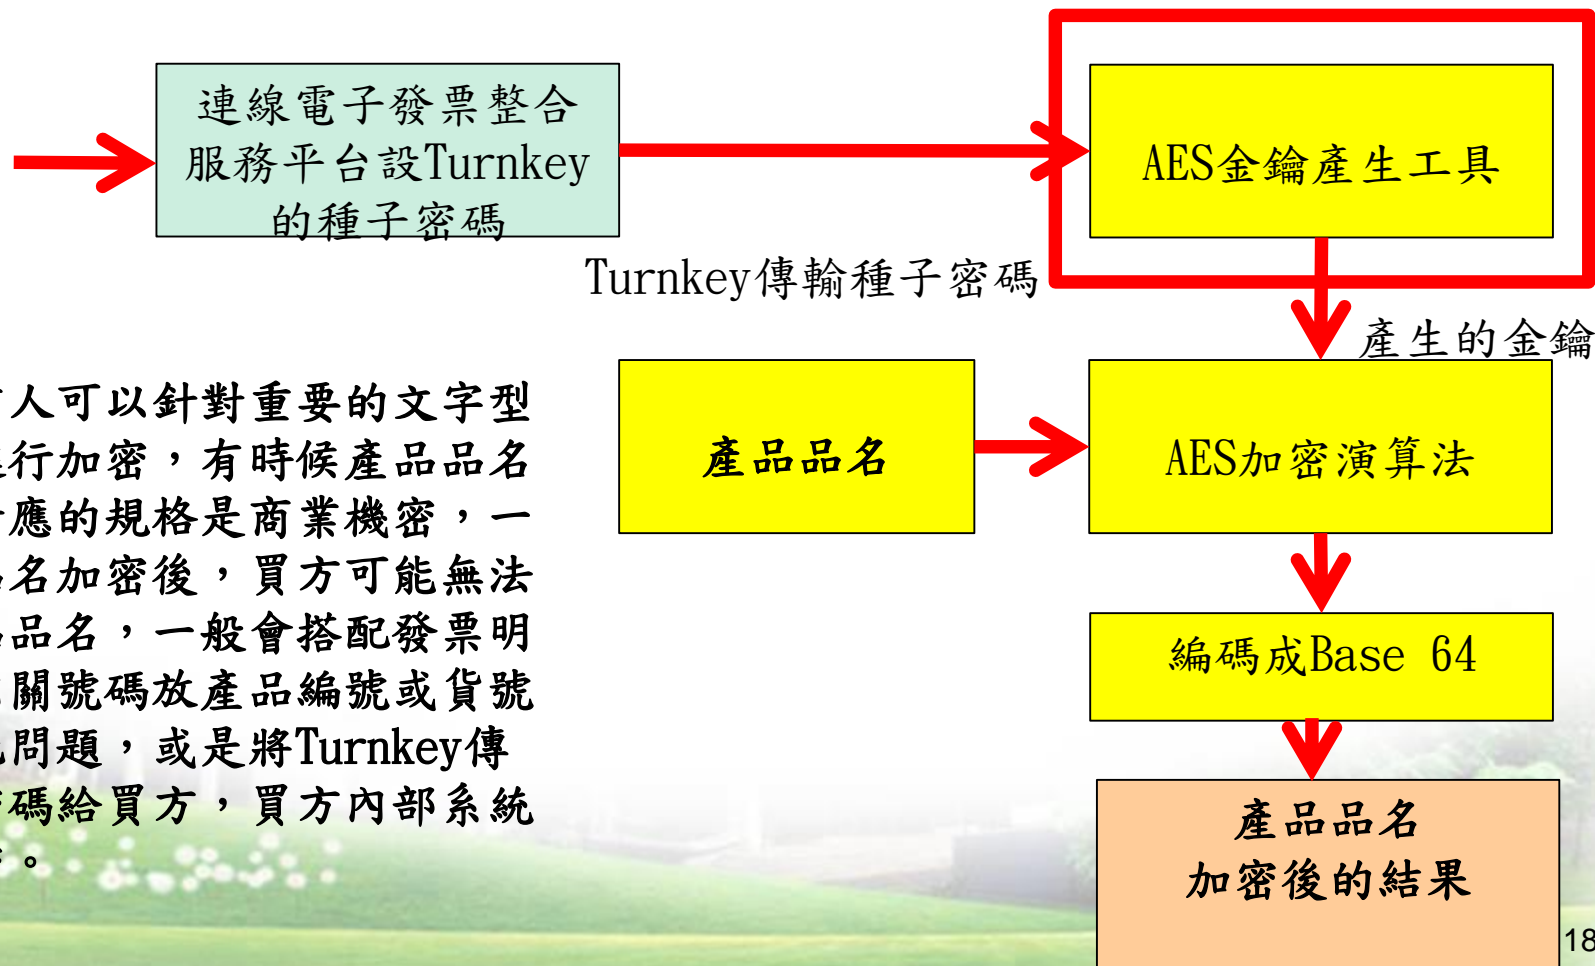 連線電子發票整合
服務平台設Turnkey
的種子密碼
AES金鑰產生工具
Turnkey傳輸種子密碼
產生的金鑰
人可以針對重要的文字型
行加密，有時候產品品名
應的規格是商業機密，一
名加密後，買方可能無法
品名，一般會搭配發票明
關號碼放產品編號或貨號
問題，或是將Turnkey傳
碼給買方，買方內部系統
。
產品品名
AES加密演算法
編碼成Base 64
產品品名
加密後的結果
18